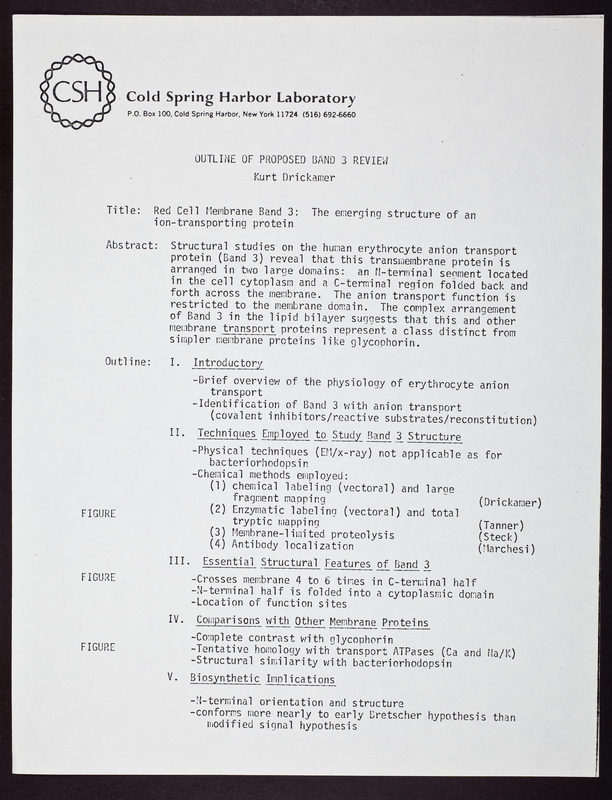 CSH
Cold Spring Harbor Laboratory
P.O. Box 100, Cold Spring Harbor, New York 11724 (516) 692-6660
OUTLINE OF PROPOSED BAND 3 REVIEW
Kurt Drickamer
Title: Red Cell Membrane Band 3: The emerging structure of an
ion-transporting protein
Abstract: Structural studies on the human erythrocyte anion transport
protein (Band 3) reveal that this transmembrane protein is
arranged in two large domains: an N-terminal segment located
in the cell cytoplasm and a C-terminal region folded back and
forth across the membrane. The anion transport function is
restricted to the membrane domain. The complex arrangement
of Band 3 in the lipid bilayer suggests that this and other
membrane transport proteins represent a class distinct from
simpler membrane proteins like glycophorin.
Outline: I. Introductory
-Brief overview of the physiology of erythrocyte anion
transport
-Identification of Band 3 with anion transport
(covalent inhibitors/reactive substrates/reconstitution)
II. Techniques Employed to Study Band 3 Structure
-Physical techniques (EM/x-ray) not applicable as for
bacteriorhodopsin
-Chemical methods employed:
(1) chemical labeling (vectoral) and large
fragment mapping (Drickamer)
FIGURE (2) Enzymatic labeling (vectoral) and total
tryptic mapping (Tanner)
(3) Membrane-limited proteolysis (Steck)
(4) Antibody localization (Marchesi)
III. Essential Structural Features of Band 3
FIGURE -Crosses membrane 4 to 6 times in C-terminal half
-N-terminal half is folded into a cytoplasmic domain
-Location of function sites
IV. Comparisons with Other Membrane Proteins
-Complete contrast with glycophorin
FIGURE -Tentative homology with transport ATPases (Ca and Na/K)
-Structural similarity with bacteriorhodopsin
V. Biosynthetic Implications
-N-terminal orientation and structure
-conforms more nearly to early Bretscher hypothesis than
modified signal hypothesis